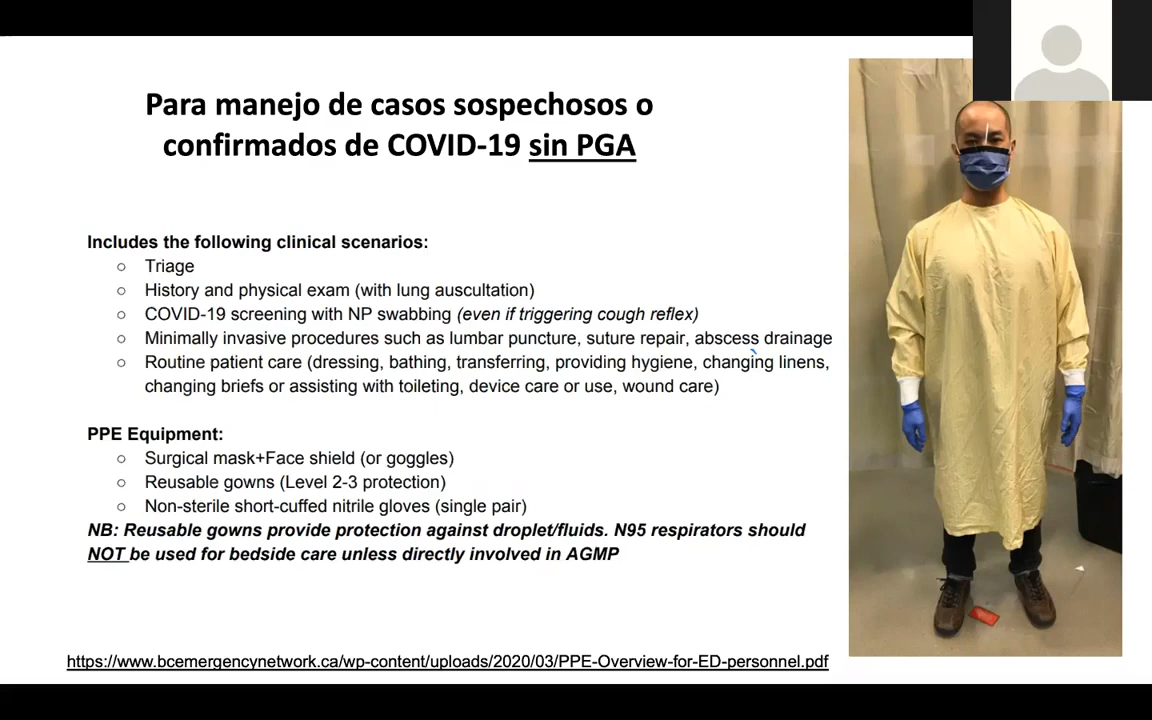 Para manejo de casos sospechosos o
confirmados de COVID-19 sin PGA
Includes the following clinical scenarios:
○ Triage
○ History and physical exam (with lung auscultation)
○ COVID-19 screening with NP swabbing (even if triggering cough reflex)
○ Minimally invasive procedures such as lumbar puncture, suture repair, abscess drainage
○ Routine patient care (dressing, bathing, transferring, providing hygiene, changing linens,
changing briefs or assisting with toileting, device care or use, wound care)
PPE Equipment:
○ Surgical mask+Face shield (or goggles)
○ Reusable gowns (Level 2-3 protection)
○ Non-sterile short-cuffed nitrile gloves (single pair)
NB: Reusable gowns provide protection against droplet/fluids. N95 respirators should
NOT be used for bedside care unless directly involved in AGMP
https://www.bcemergencynetwork.ca/wp-content/uploads/2020/03/PPE-Overview-for-ED-personnel.pdf